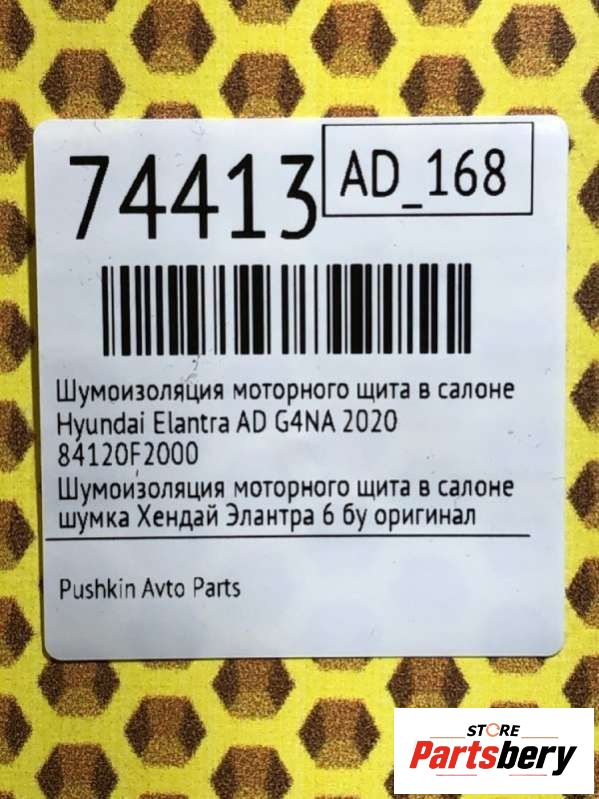 74413
AD_168
Шумоизоляция моторного щита в салоне
Hyundai Elantra AD G4NA 2020
84120F2000
Шумоизоляция моторного щита в салоне
шумка Хендай Элантра 6 бу оригинал
Pushkin Avto Parts
STORE
Partsbery